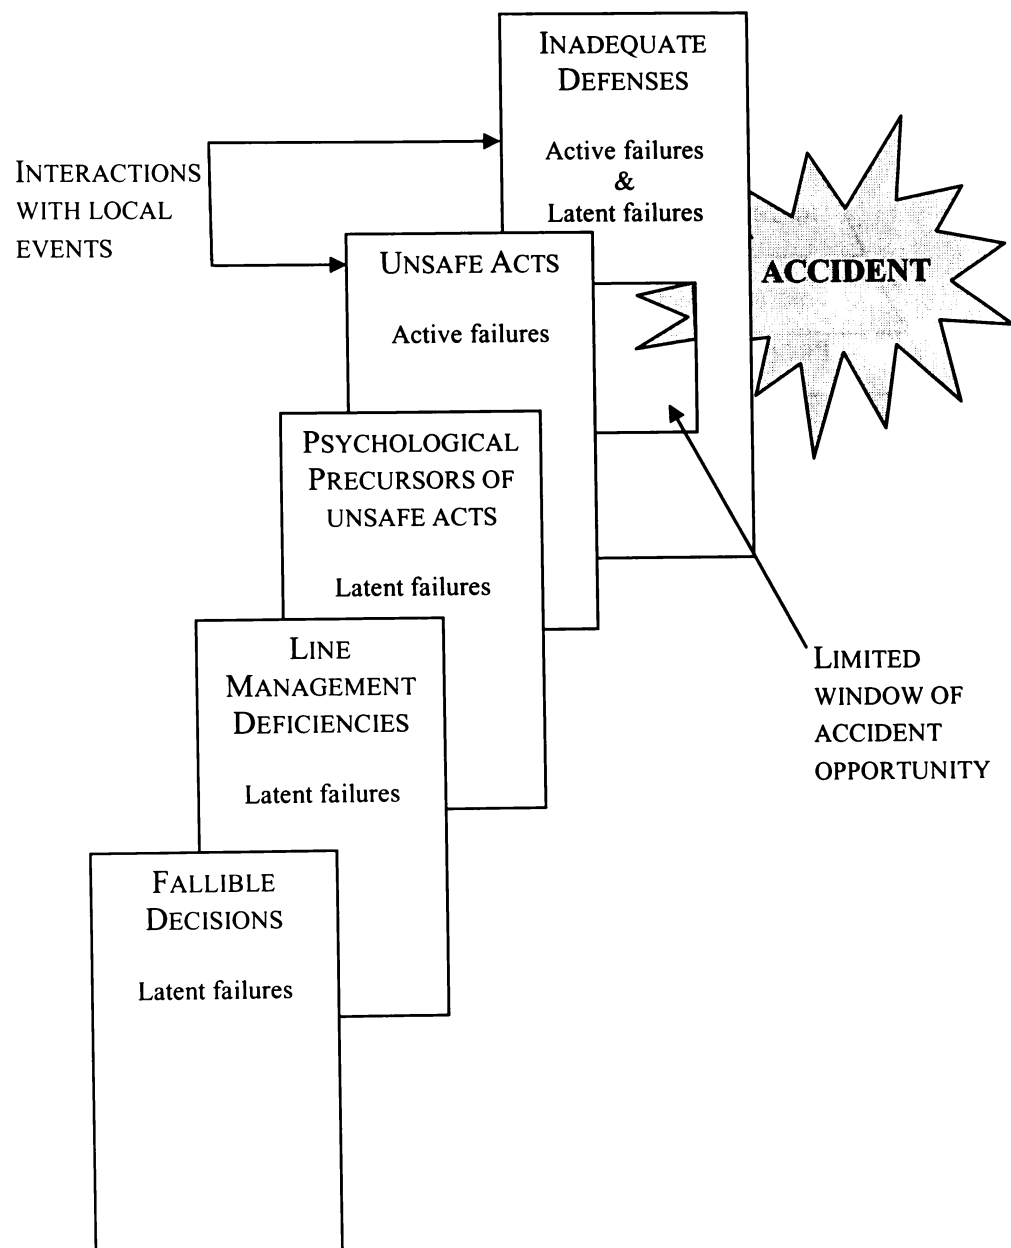 INADEQUATE
DEFENSES
Active failures
&
Latent failures
INTERACTIONS
WITH LOCAL
EVENTS
UNSAFE ACTS
Active failures
ACCIDENT
PSYCHOLOGICAL
PRECURSORS OF
UNSAFE ACTS
Latent failures
LINE
MANAGEMENT
DEFICIENCIES
Latent failures
LIMITED
WINDOW OF
ACCIDENT
OPPORTUNITY
FALLIBLE
DECISIONS
Latent failures